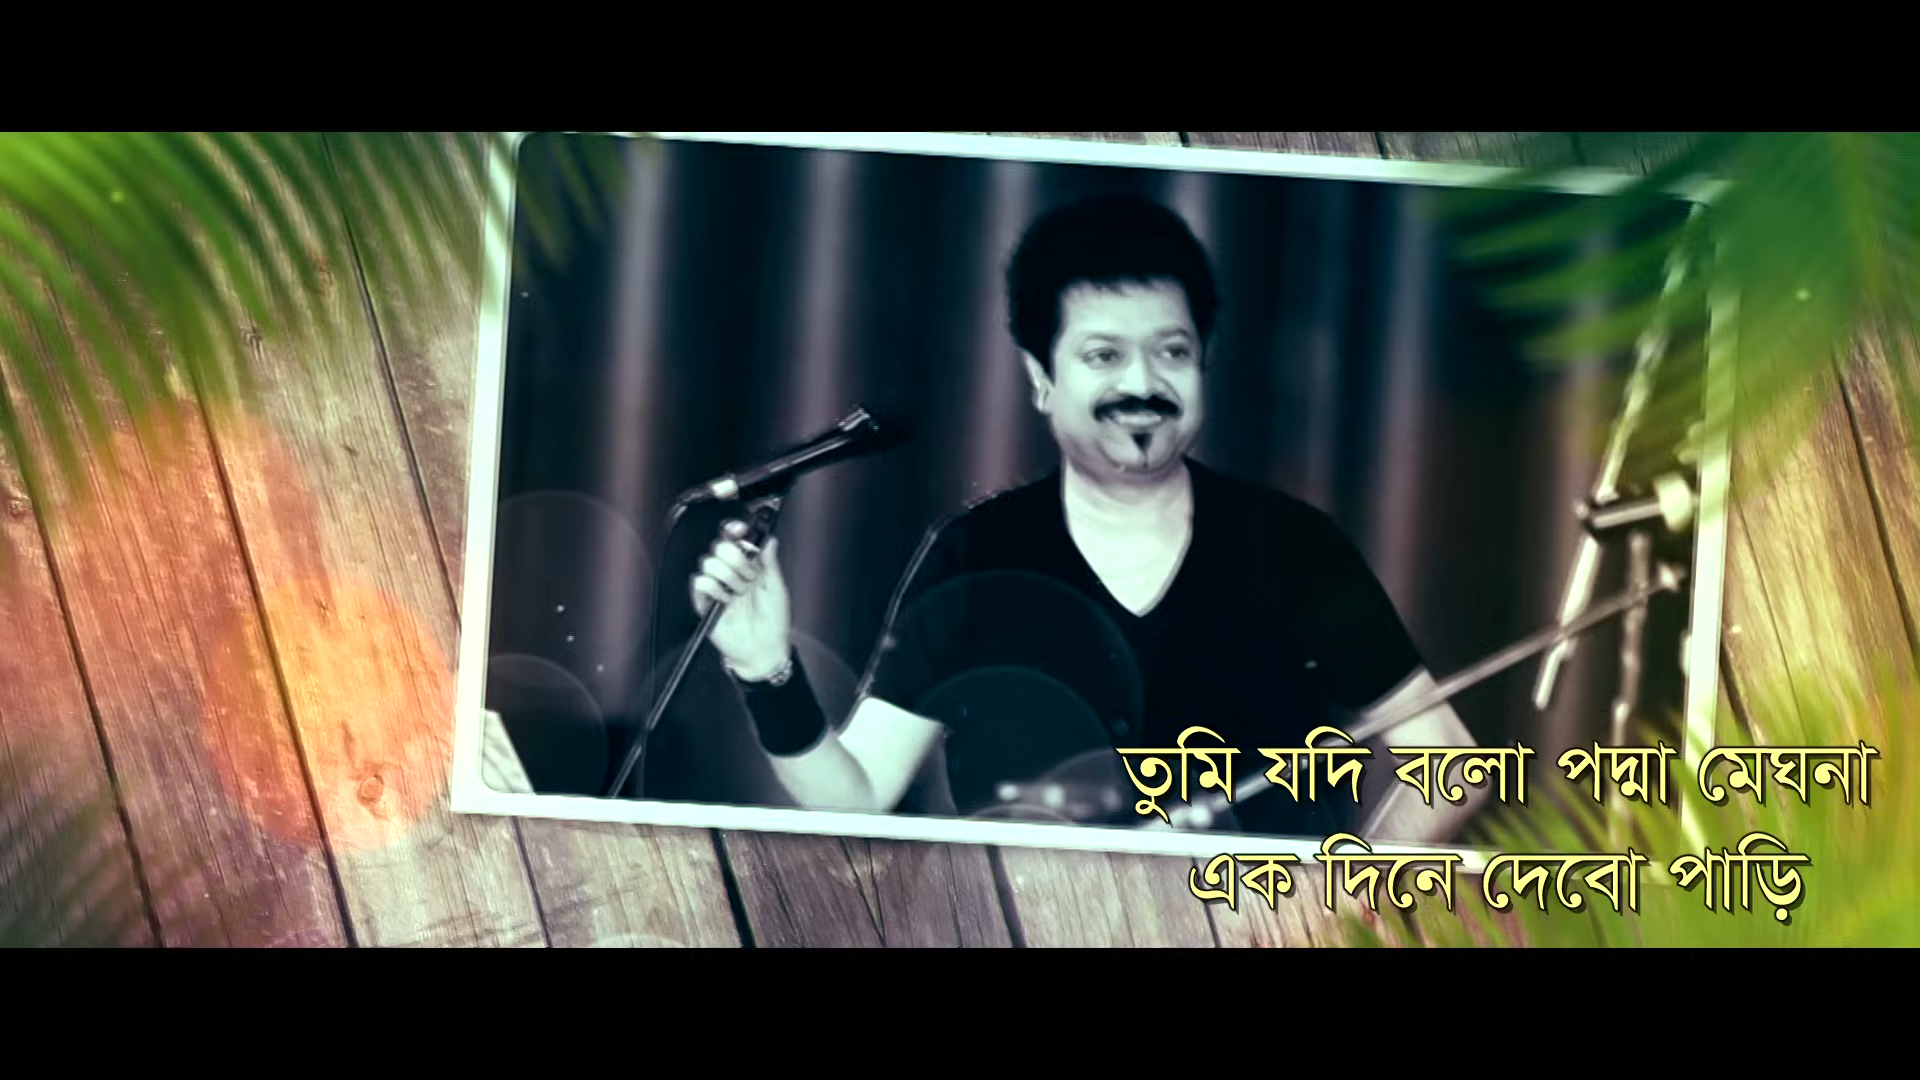 তুমি যদি বলো পদ্মা মেঘনা
এক দিনে দেবো পাড়ি